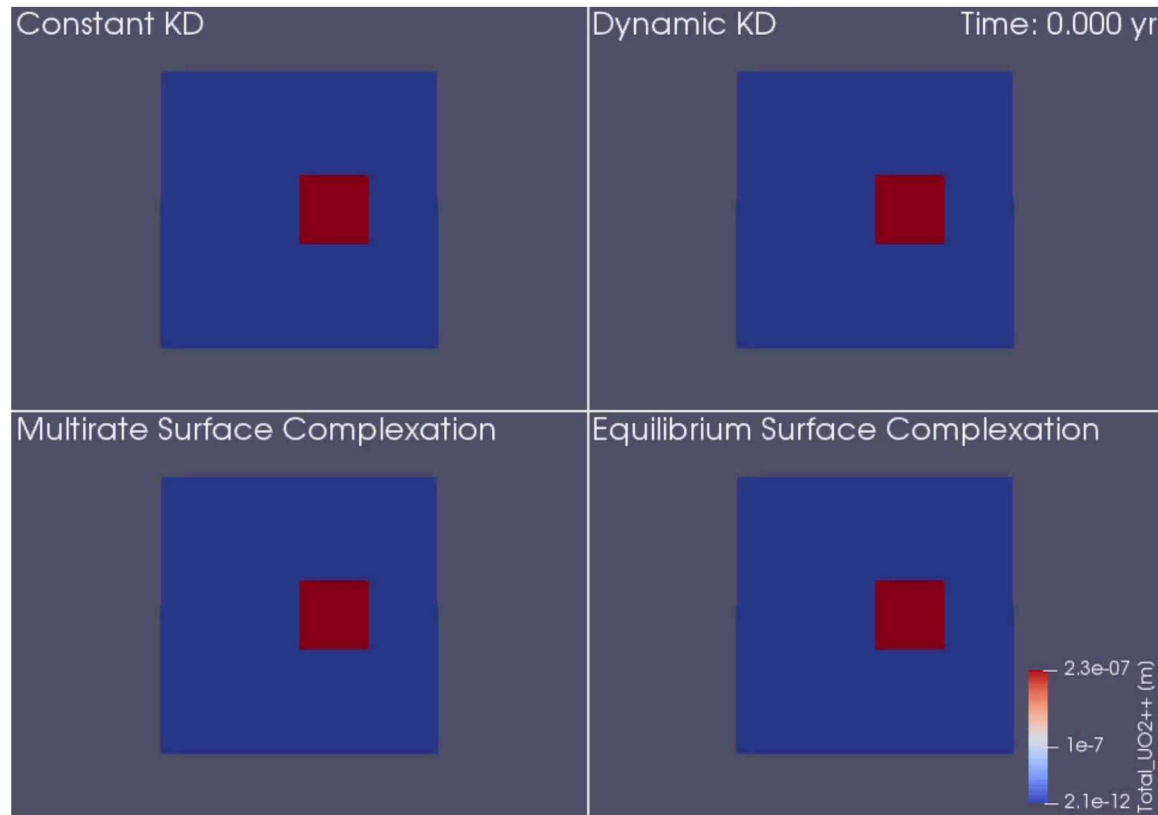 Constant KD
Dynamic KD
Time: 0.000 yr
Multirate Surface Complexation
Equilibrium Surface Complexation
2.3e-07
1e-7
2.1e-12
Total_UO2++ (m)